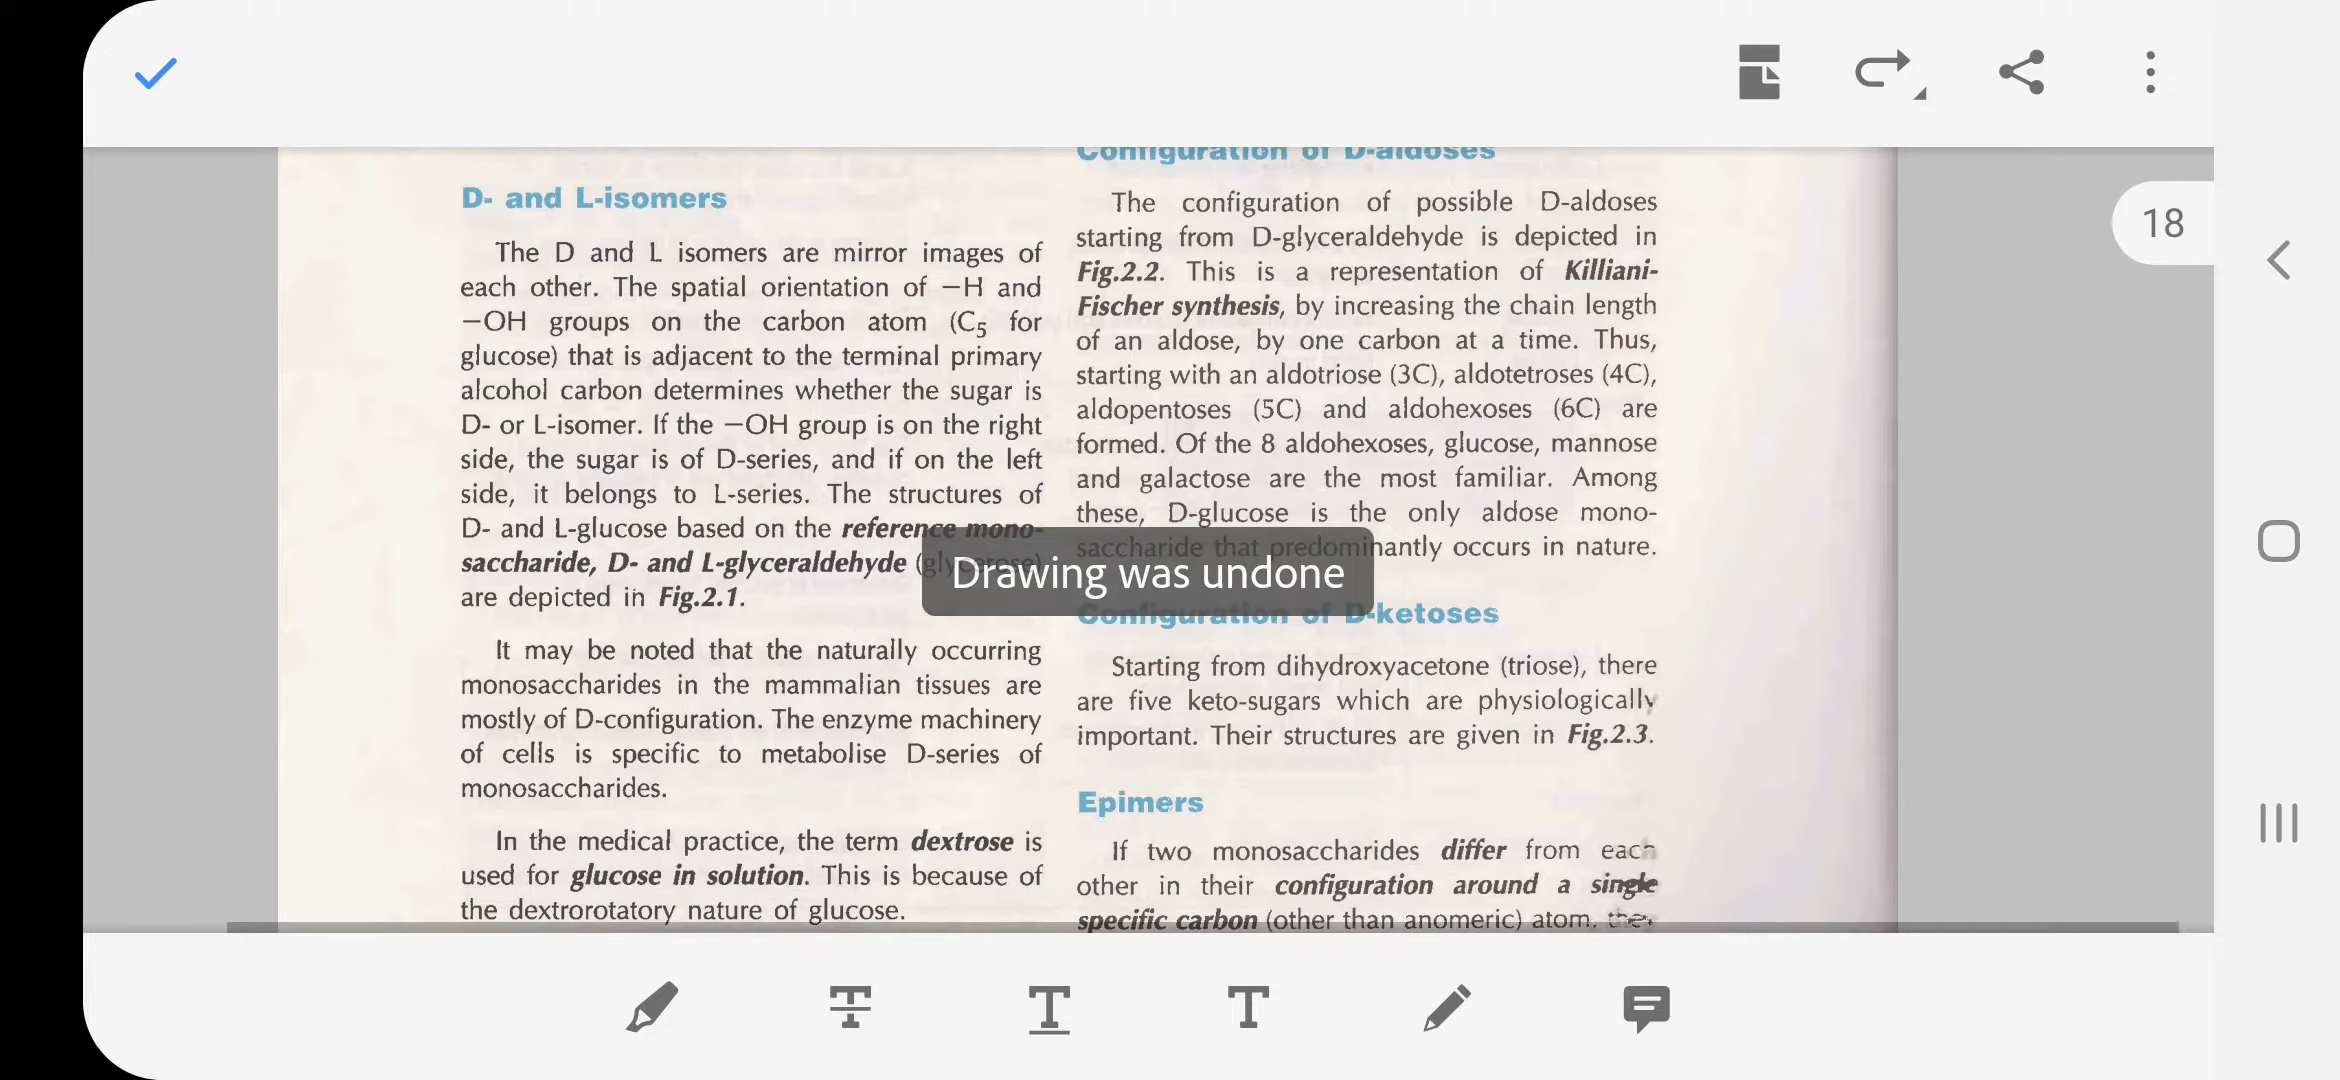 18
D- and L-isomers
The D and L isomers are mirror images of
each other. The spatial orientation of —H and
—OH groups on the carbon atom (C5 for
glucose) that is adjacent to the terminal primary
alcohol carbon determines whether the sugar is
D- or L-isomer. If the —OH group is on the right
side, the sugar is of D-series, and if on the left
side, it belongs to L-series. The structures of
D- and L-glucose based on the reference mono-
saccharide, D- and L-glyceraldehyde (glycerose)
are depicted in Fig.2.1.
It may be noted that the naturally occurring
monosaccharides in the mammalian tissues are
mostly of D-configuration. The enzyme machinery
of cells is specific to metabolise D-series of
monosaccharides.
In the medical practice, the term dextrose is
used for glucose in solution. This is because of
the dextrorotatory nature of glucose.
Configuration of D-aldoses
The configuration of possible D-aldoses
starting from D-glyceraldehyde is depicted in
Fig.2.2. This is a representation of Killiani-
Fischer synthesis, by increasing the chain length
of an aldose, by one carbon at a time. Thus,
starting with an aldotriose (3C), aldotetroses (4C),
aldopentoses (5C) and aldohexoses (6C) are
formed. Of the 8 aldohexoses, glucose, mannose
and galactose are the most familiar. Among
these, D-glucose is the only aldose mono-
saccharide that predominantly occurs in nature.
Configuration of D-ketoses
Starting from dihydroxyacetone (triose), there
are five keto-sugars which are physiologically
important. Their structures are given in Fig.2.3.
Epimers
If two monosaccharides differ from each
other in their configuration around a single
specific carbon (other than anomeric) atom, they
Drawing was undone